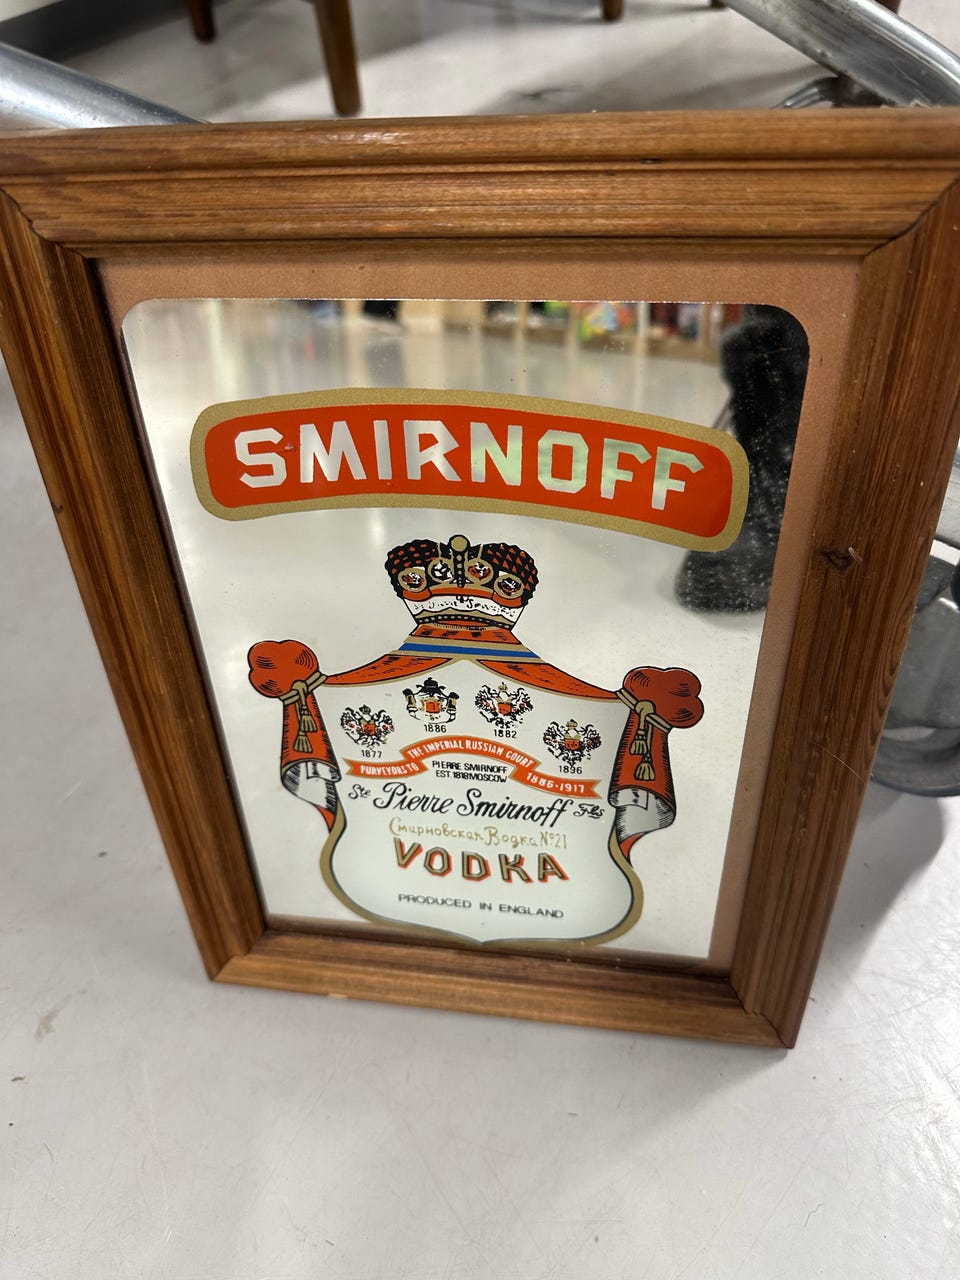 SMIRNOFF
1877 1886 1882 1896
PURVEYORS TO THE IMPERIAL RUSSIAN COURT 1886-1917
PIERRE SMIRNOFF
EST.1818 MOSCOW
Ste Pierre Smirnoff Fls
Смирновская Водка №21
VODKA
PRODUCED IN ENGLAND